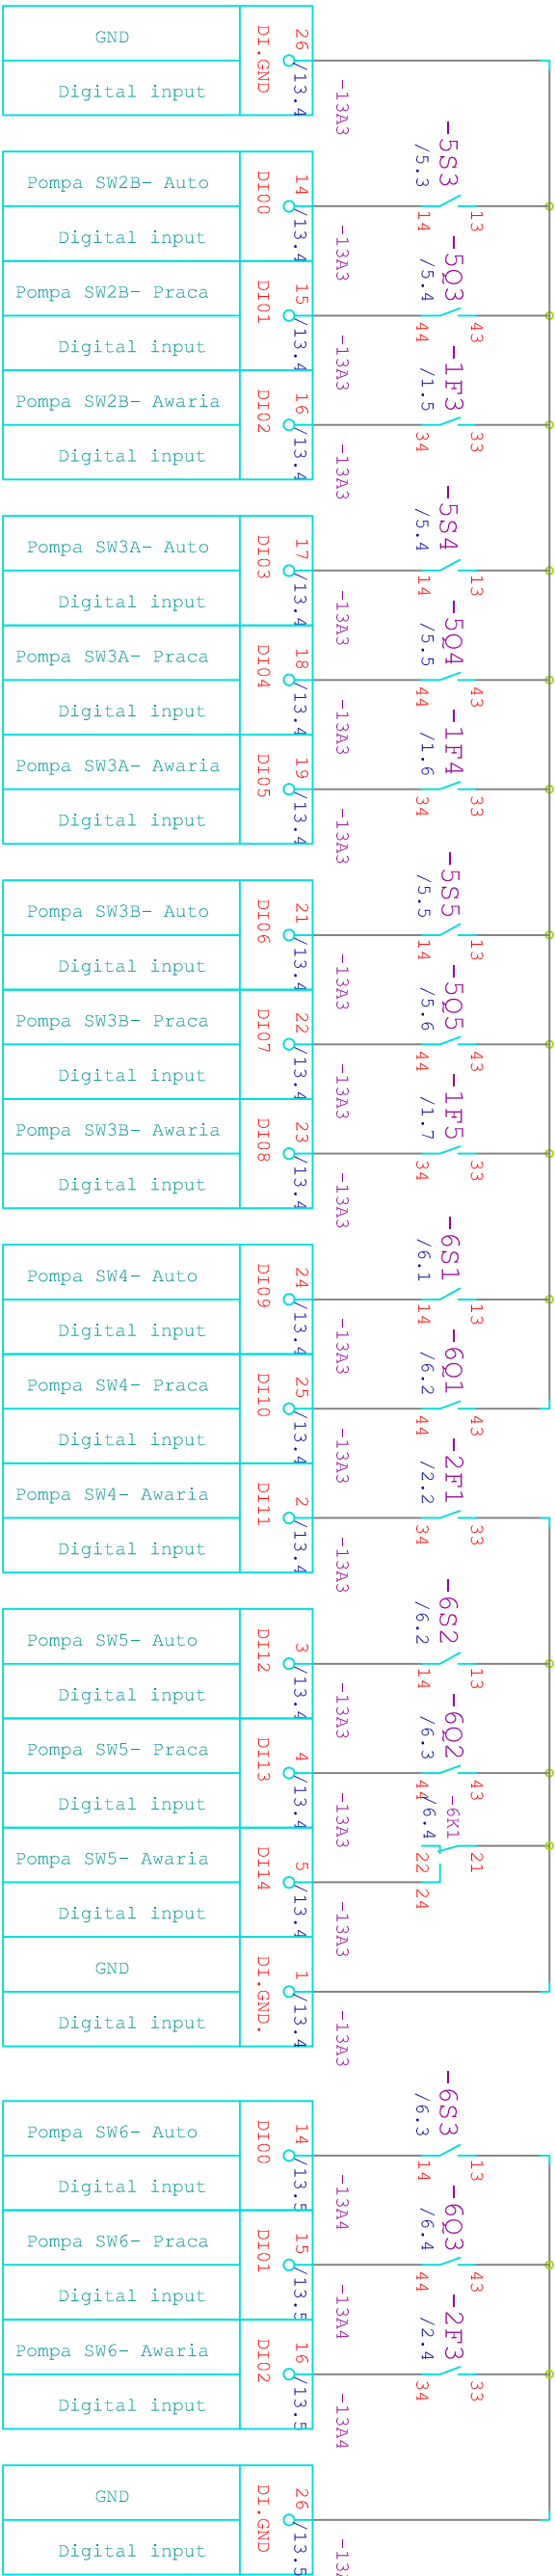 GND
Digital input
DI.GND
26
/13.4
-13A3
Pompa SW2B- Auto
Digital input
DI00
14
/13.4
-13A3
-5S3
/5.3
14
13
Pompa SW2B- Praca
Digital input
DI01
15
/13.4
-13A3
-5Q3
/5.4
44
43
Pompa SW2B- Awaria
Digital input
DI02
16
/13.4
-13A3
-1F3
/1.5
34
33
Pompa SW3A- Auto
Digital input
DI03
17
/13.4
-13A3
-5S4
/5.4
14
13
Pompa SW3A- Praca
Digital input
DI04
18
/13.4
-13A3
-5Q4
/5.5
44
43
Pompa SW3A- Awaria
Digital input
DI05
19
/13.4
-13A3
-1F4
/1.6
34
33
Pompa SW3B- Auto
Digital input
DI06
21
/13.4
-13A3
-5S5
/5.5
14
13
Pompa SW3B- Praca
Digital input
DI07
22
/13.4
-13A3
-5Q5
/5.6
44
43
Pompa SW3B- Awaria
Digital input
DI08
23
/13.4
-13A3
-1F5
/1.7
34
33
Pompa SW4- Auto
Digital input
DI09
24
/13.4
-13A3
-6S1
/6.1
14
13
Pompa SW4- Praca
Digital input
DI10
25
/13.4
-13A3
-6Q1
/6.2
44
43
Pompa SW4- Awaria
Digital input
DI11
2
/13.4
-13A3
-2F1
/2.2
34
33
Pompa SW5- Auto
Digital input
DI12
3
/13.4
-13A3
-6S2
/6.2
14
13
Pompa SW5- Praca
Digital input
DI13
4
/13.4
-13A3
-6Q2
/6.3
44
43
Pompa SW5- Awaria
Digital input
DI14
5
/13.4
-13A3
-6K1
/6.4
22
24
21
GND
Digital input
DI.GND.
1
/13.4
-13A3
Pompa SW6- Auto
Digital input
DI00
14
/13.5
-13A4
-6S3
/6.3
14
13
Pompa SW6- Praca
Digital input
DI01
15
/13.5
-13A4
-6Q3
/6.4
44
43
Pompa SW6- Awaria
Digital input
DI02
16
/13.5
-13A4
-2F3
/2.4
34
33
GND
Digital input
DI.GND
26
/13.5